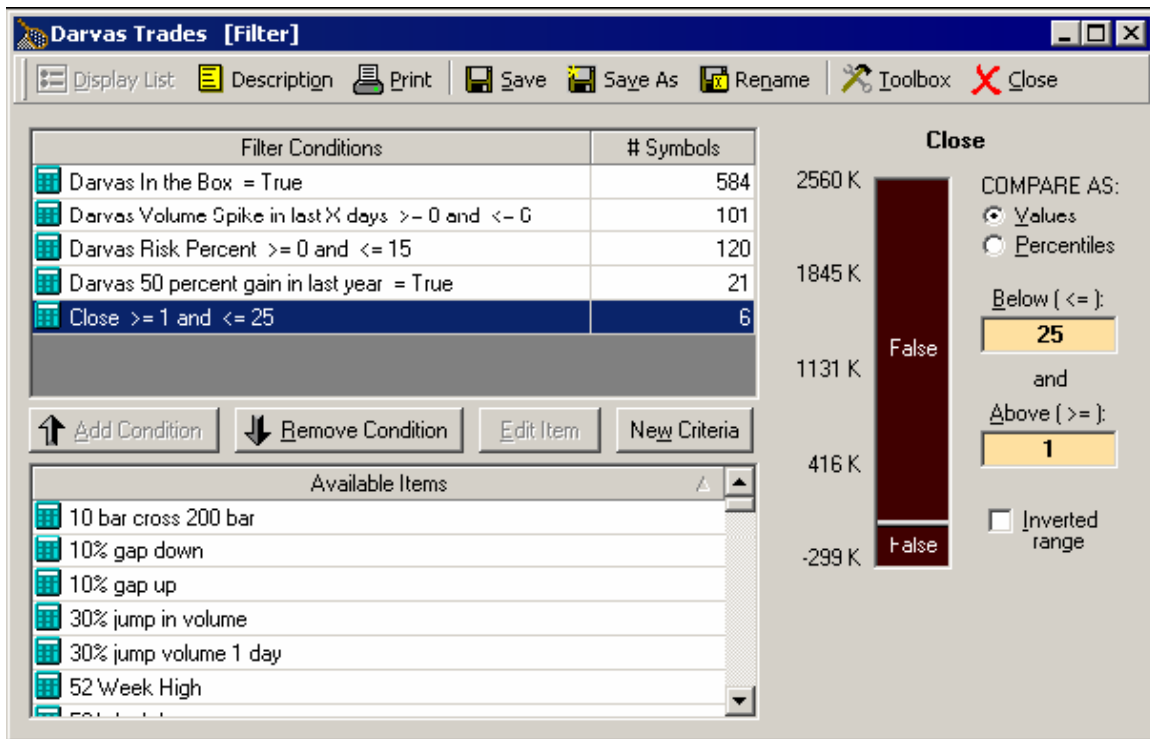 Darvas Trades [Filter]
Display List Description Print Save Save As Rename Toolbox Close
Filter Conditions # Symbols
Darvas In the Box = True 584
Darvas Volume Spike in last X days >= 0 and <= 6 101
Darvas Risk Percent >= 0 and <= 15 120
Darvas 50 percent gain in last year = True 21
Close >= 1 and <= 25 6
Add Condition Remove Condition Edit Item New Criteria
Available Items
10 bar cross 200 bar
10% gap down
10% gap up
30% jump in volume
30% jump volume 1 day
52 Week High
Close
2560 K
1845 K
1131 K
416 K
-299 K
False
False
COMPARE AS:
Values
Percentiles
Below ( <= ):
25
and
Above ( >= ):
1
Inverted
range